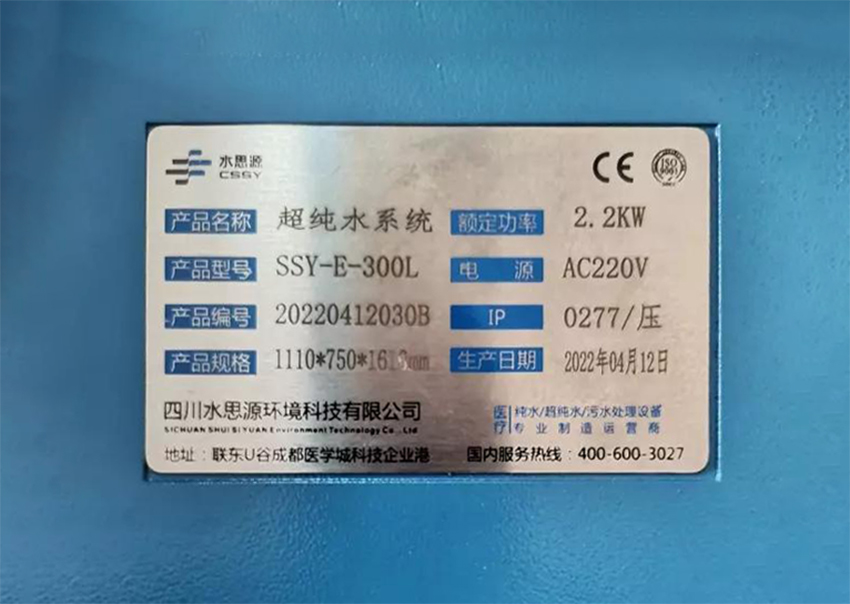 水思源
CSSY
CE ISO 9001
产品名称 超纯水系统 额定功率 2.2KW
产品型号 SSY-E-300L 电 源 AC220V
产品编号 20220412030B IP 0277/压
产品规格 1110*750*1618mm 生产日期 2022年04月12日
四川水思源环境科技有限公司
SICHUAN SHUI SI YUAN Environment Technology Co.,Ltd
医疗 纯水/超纯水/污水处理设备
专业制造运营商
地址：联东U谷成都医学城科技企业港 国内服务热线：400-600-3027